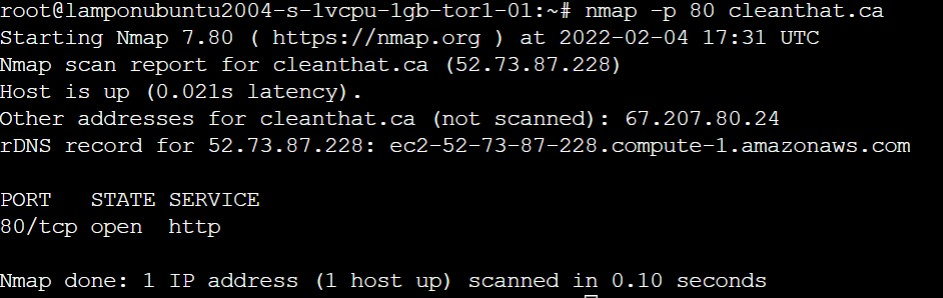 root@lamponubuntu2004-s-1vcpu-1gb-tor1-01:~# nmap -p 80 cleanthat.ca
Starting Nmap 7.80 ( https://nmap.org ) at 2022-02-04 17:31 UTC
Nmap scan report for cleanthat.ca (52.73.87.228)
Host is up (0.021s latency).
Other addresses for cleanthat.ca (not scanned): 67.207.80.24
rDNS record for 52.73.87.228: ec2-52-73-87-228.compute-1.amazonaws.com
PORT   STATE SERVICE
80/tcp open  http
Nmap done: 1 IP address (1 host up) scanned in 0.10 seconds